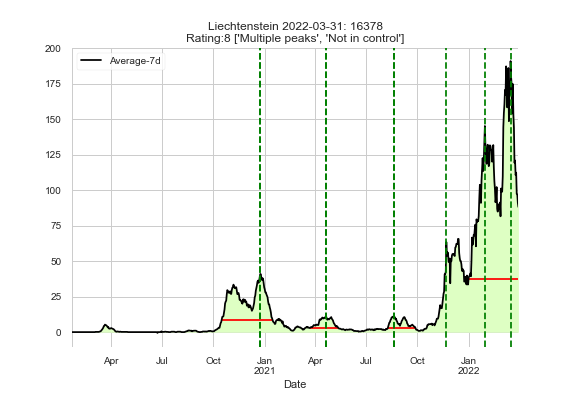 Liechtenstein 2022-03-31: 16378
Rating:8 ['Multiple peaks', 'Not in control']
Average-7d
200
175
150
125
100
75
50
25
0
Apr Jul Oct Jan Apr Jul Oct Jan
2021 2022
Date